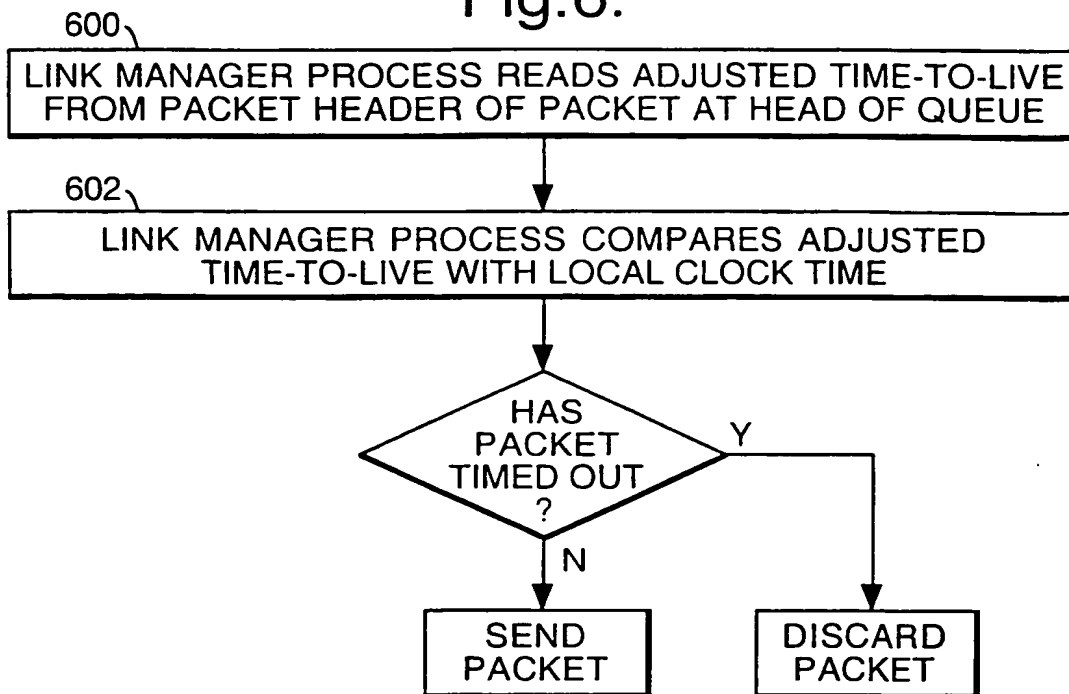 Fig.6.
600
LINK MANAGER PROCESS READS ADJUSTED TIME-TO-LIVE
FROM PACKET HEADER OF PACKET AT HEAD OF QUEUE
602
LINK MANAGER PROCESS COMPARES ADJUSTED
TIME-TO-LIVE WITH LOCAL CLOCK TIME
HAS
PACKET
TIMED OUT
?
Y
N
SEND
PACKET
DISCARD
PACKET